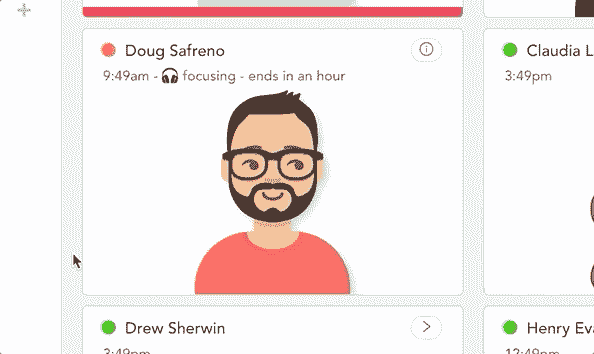 Doug Safreno
9:49am - 🎧 focusing - ends in an hour
Claudia L
3:49pm
Drew Sherwin
3:49pm
Henry Eva
12:49pm